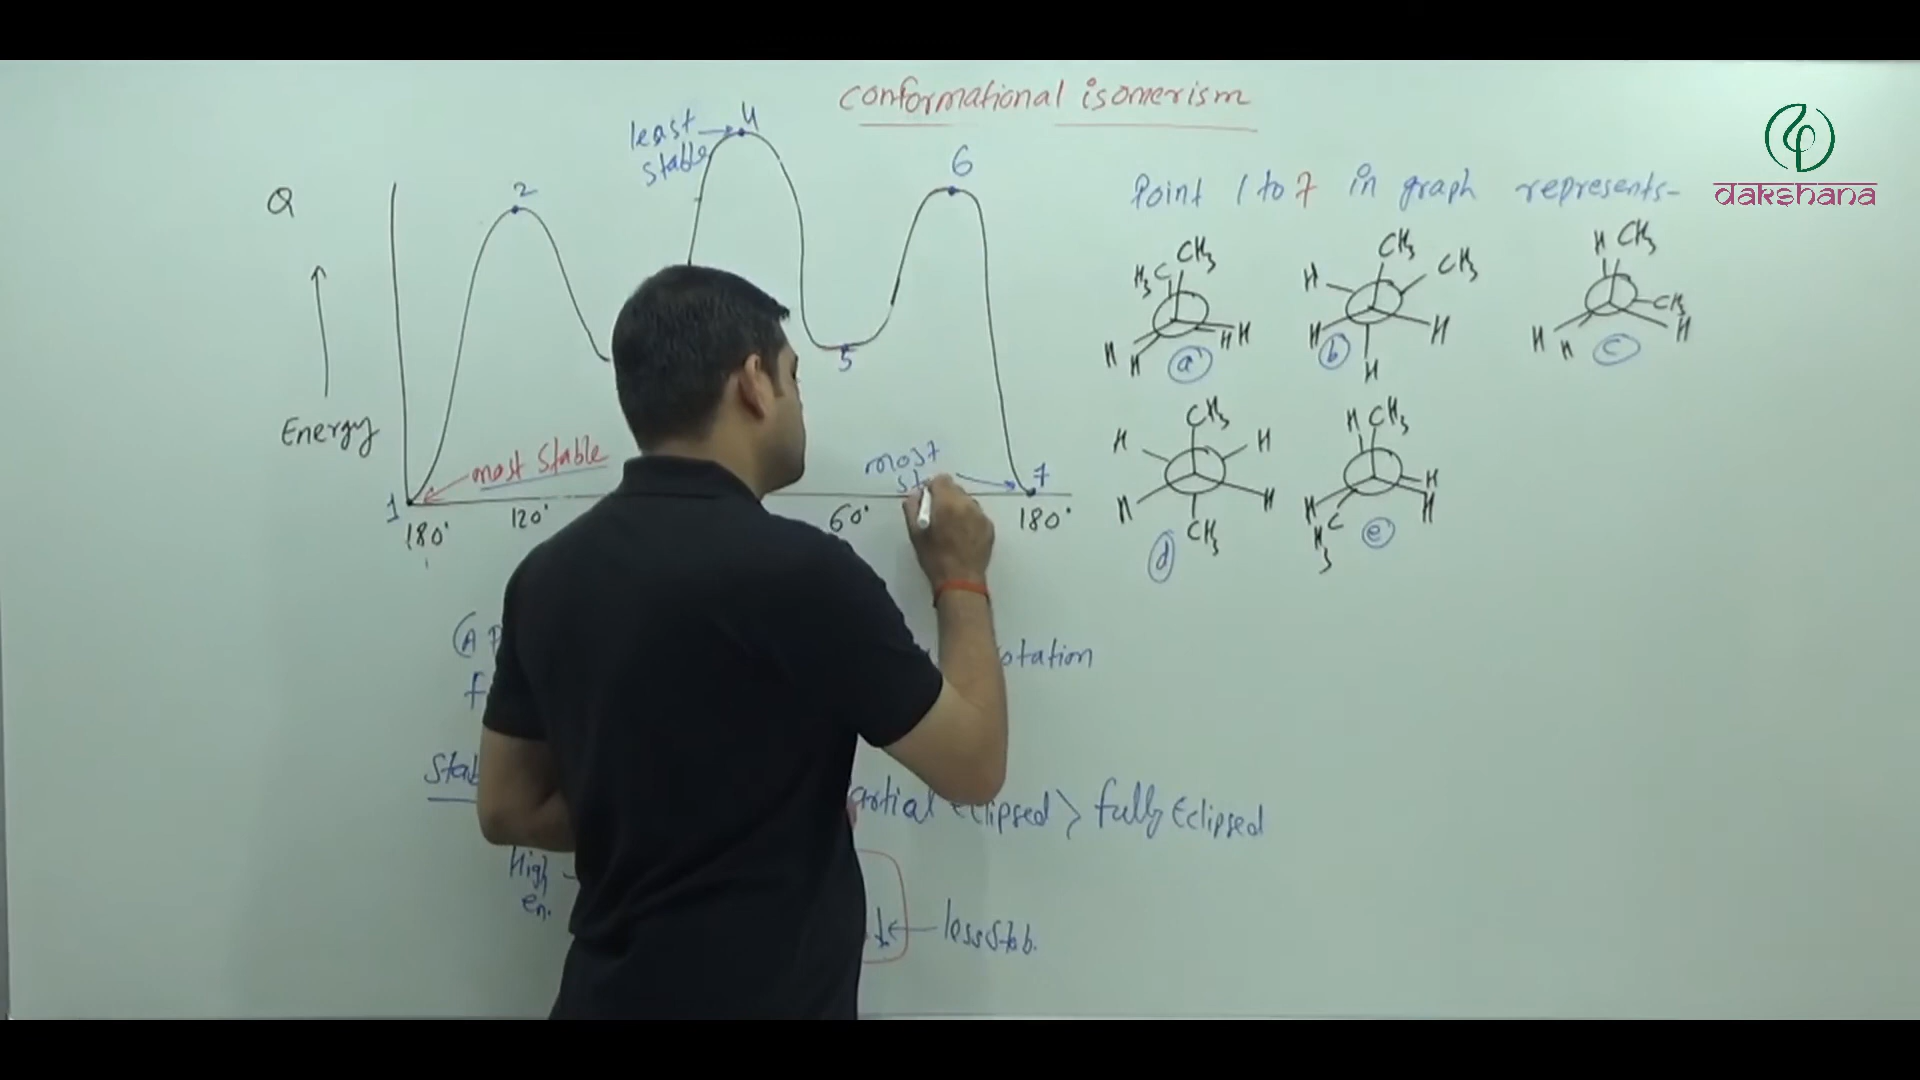 Conformational isomerism
dakshana
Q
Energy
1
2
least
stable
4
5
6
7
most stable
most
st
180°
120°
60°
180°
Point 1 to 7 in graph represents-
H3C CH3
H H H H
a
CH3
H CH3
H H
H
b
H CH3
CH3
H H H
c
CH3
H H
H H
CH3
d
H CH3
H
H H
H3C
e
(A
otation
f
Stab
artial Eclipsed > fully Eclipsed
High
en.
less stab.